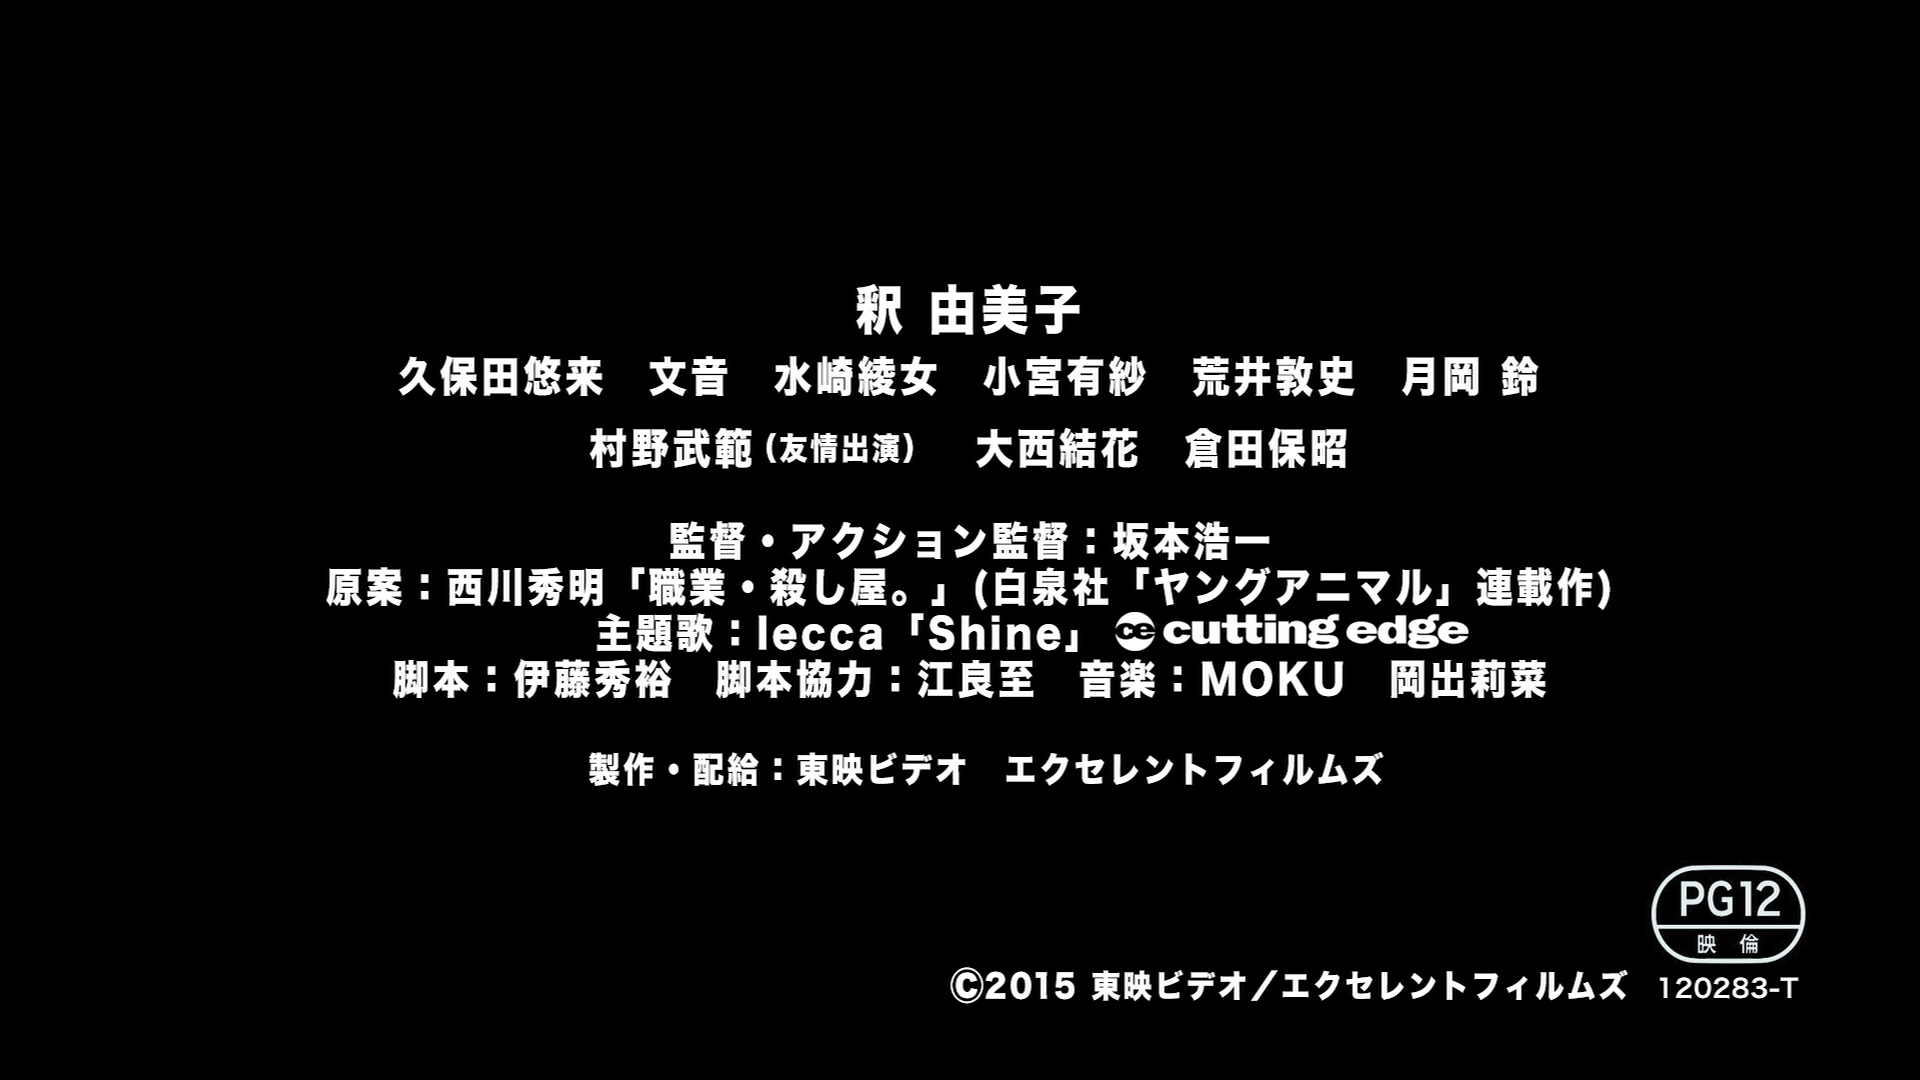 釈 由美子
久保田悠来　文音　水崎綾女　小宮有紗　荒井敦史　月岡 鈴
村野武範（友情出演）　大西結花　倉田保昭
監督・アクション監督：坂本浩一
原案：西川秀明「職業・殺し屋。」(白泉社「ヤングアニマル」連載作)
主題歌：lecca「Shine」 ce cutting edge
脚本：伊藤秀裕　脚本協力：江良至　音楽：MOKU　岡出莉菜
製作・配給：東映ビデオ　エクセレントフィルムズ
PG12
映倫
©2015 東映ビデオ／エクセレントフィルムズ
120283-T